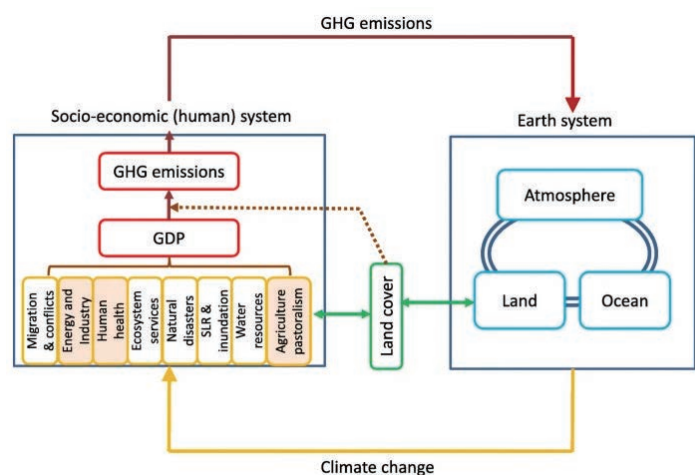 GHG emissions
Socio-economic (human) system
Earth system
GHG emissions
Atmosphere
GDP
Land
Ocean
Migration
& conflicts
Energy and
Industry
Human
health
Ecosystem
services
Natural
disasters
SLR &
inundation
Water
resources
Agriculture
pastoralism
Land cover
Climate change